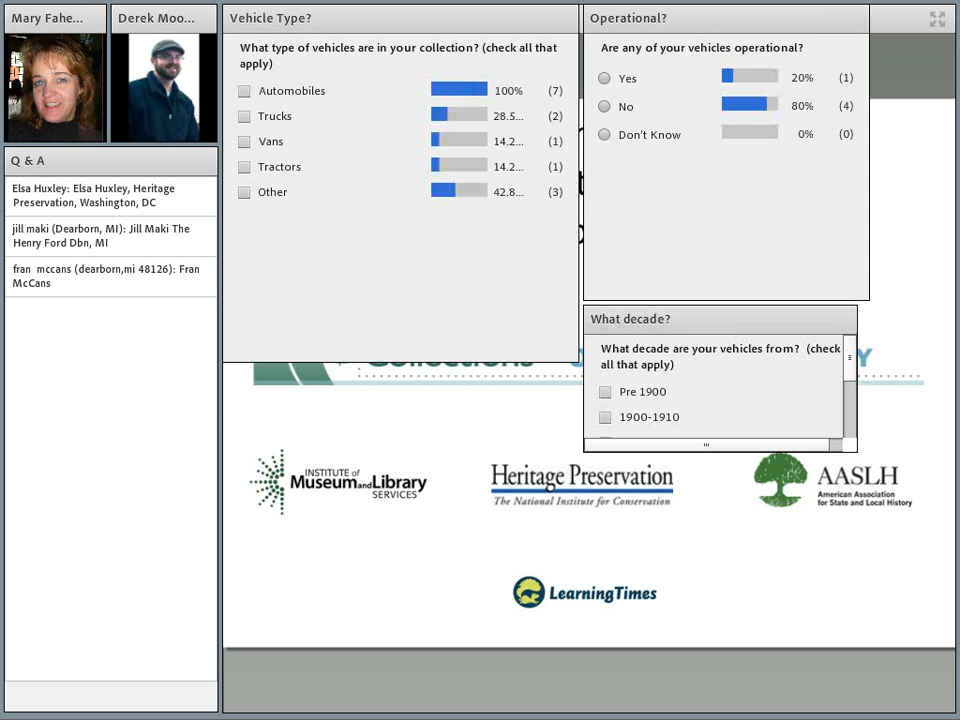 Mary Fahe...
Derek Moo...
Q & A
Elsa Huxley: Elsa Huxley, Heritage
Preservation, Washington, DC
jill maki (Dearborn, MI): Jill Maki The
Henry Ford Dbn, MI
fran mccans (dearborn,mi 48126): Fran
McCans
Vehicle Type?
What type of vehicles are in your collection? (check all that
apply)
Automobiles 100% (7)
Trucks 28.5... (2)
Vans 14.2... (1)
Tractors 14.2... (1)
Other 42.8... (3)
Operational?
Are any of your vehicles operational?
Yes 20% (1)
No 80% (4)
Don't Know 0% (0)
What decade?
What decade are your vehicles from? (check
all that apply)
Pre 1900
1900-1910
Collections
Y
INSTITUTE of
Museum and Library
SERVICES
Heritage Preservation
The National Institute for Conservation
AASLH
American Association
for State and Local History
LearningTimes